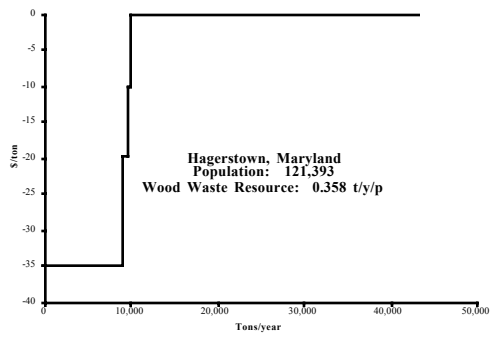 0
-5
-10
-15
-20
-25
-30
-35
-40
$/ton
Hagerstown, Maryland
Population: 121,393
Wood Waste Resource: 0.358 t/y/p
0 10,000 20,000 30,000 40,000 50,000
Tons/year